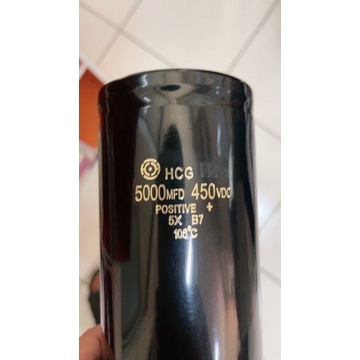 HCG
5000MFD 450VDC
POSITIVE +
5X B7
105°C